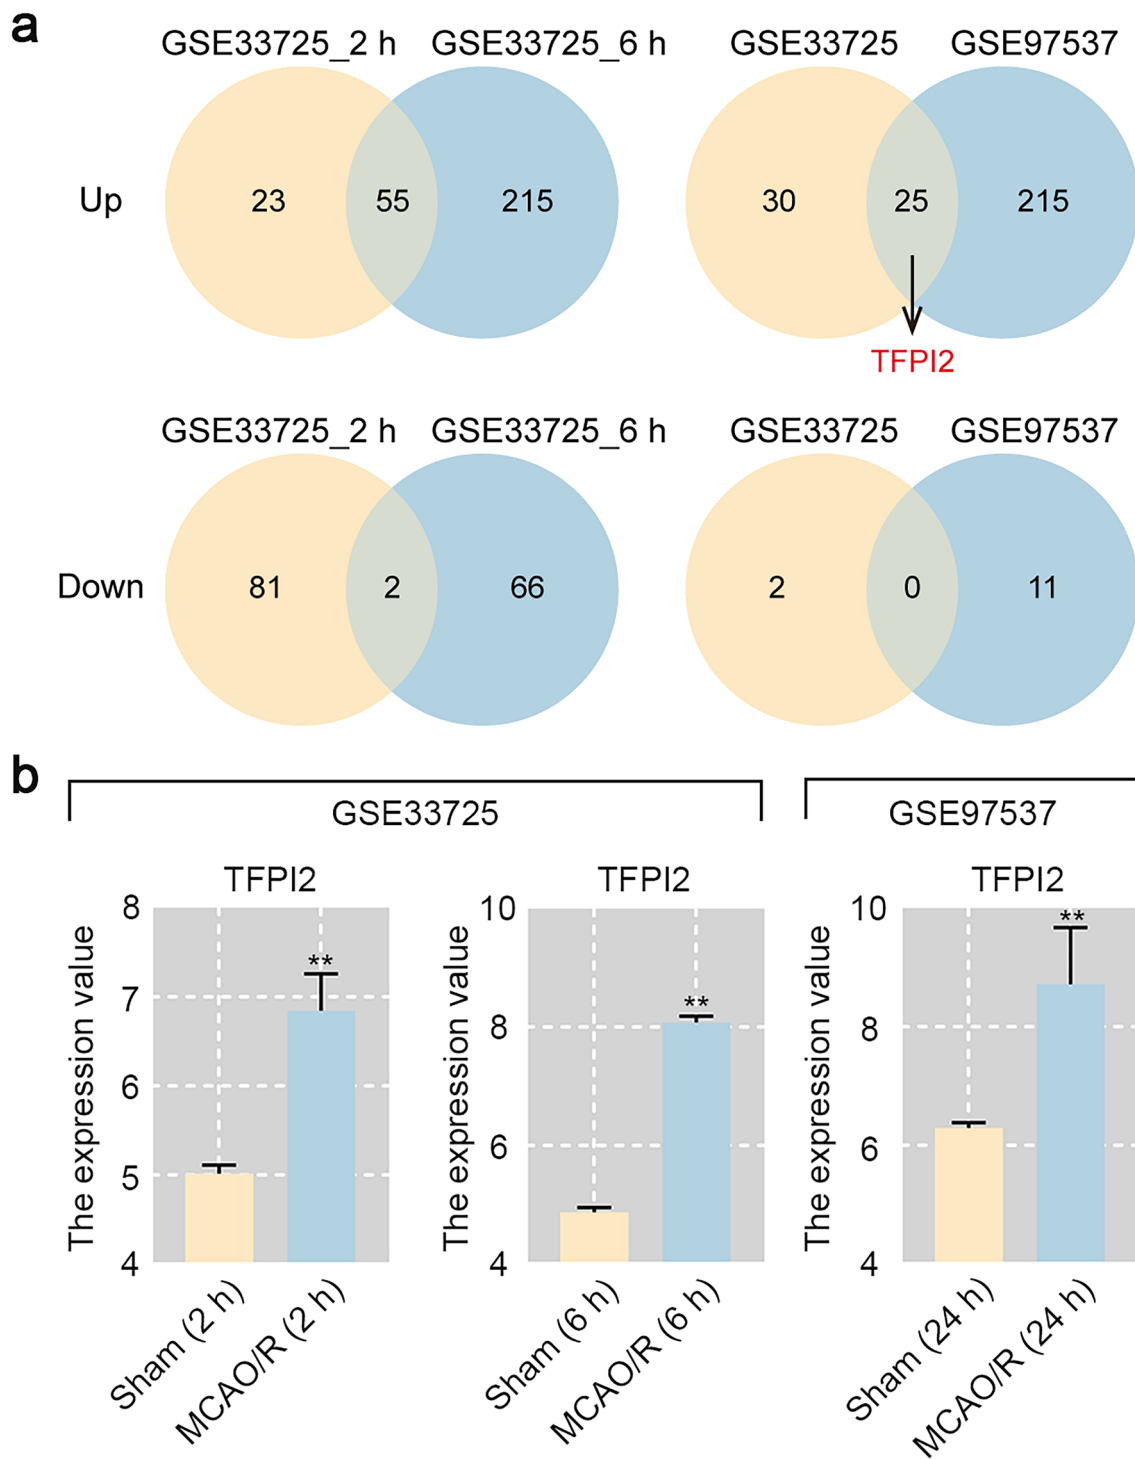 a
GSE33725_2 h GSE33725_6 h GSE33725 GSE97537
Up 23 55 215 30 25 215
TFPI2
GSE33725_2 h GSE33725_6 h GSE33725 GSE97537
Down 81 2 66 2 0 11
b
GSE33725 GSE97537
TFPI2 TFPI2 TFPI2
The expression value
8
7
6
5
4
**
Sham (2 h)
MCAO/R (2 h)
The expression value
10
8
6
4
**
Sham (6 h)
MCAO/R (6 h)
The expression value
10
8
6
4
**
Sham (24 h)
MCAO/R (24 h)